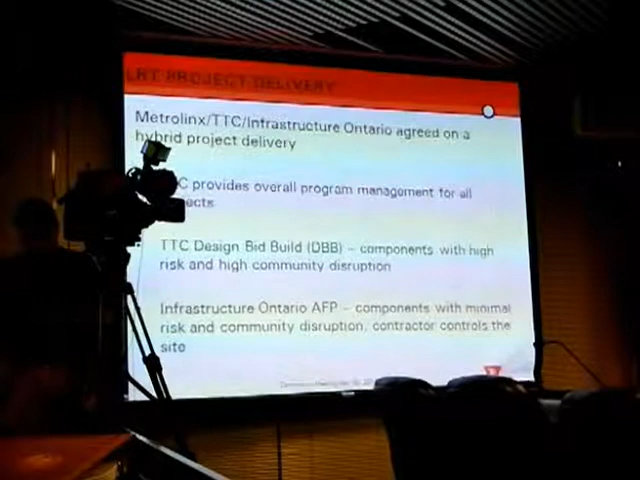 LRT PROJECT DELIVERY
Metrolinx/TTC/Infrastructure Ontario agreed on a
hybrid project delivery
C provides overall program management for all
ects
TTC Design Bid Build (DBB) – components with high
risk and high community disruption
Infrastructure Ontario AFP – components with minimal
risk and community disruption, contractor controls the
site